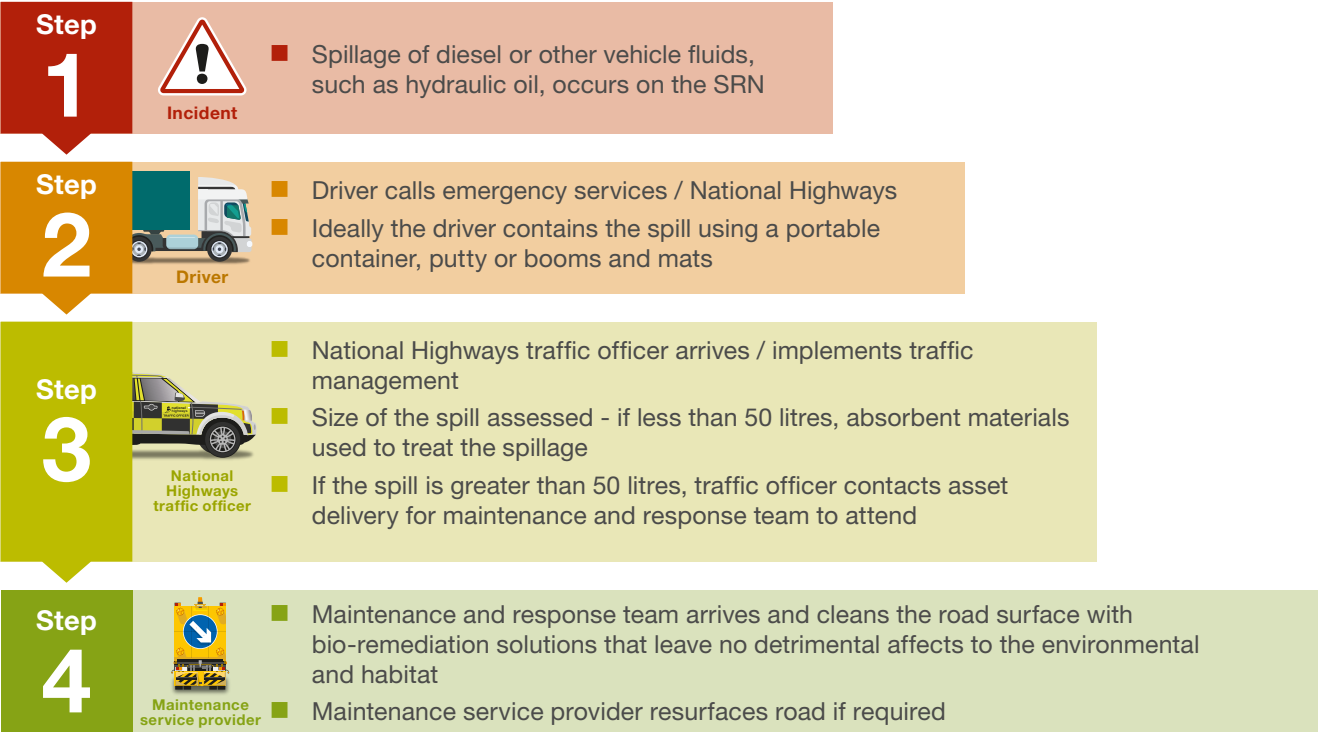 Step
1
Incident
■ Spillage of diesel or other vehicle fluids,
such as hydraulic oil, occurs on the SRN
Step
2
Driver
■ Driver calls emergency services / National Highways
■ Ideally the driver contains the spill using a portable
container, putty or booms and mats
Step
3
national
highways
TRAFFIC OFFICER
National
Highways
traffic officer
■ National Highways traffic officer arrives / implements traffic
management
■ Size of the spill assessed - if less than 50 litres, absorbent materials
used to treat the spillage
■ If the spill is greater than 50 litres, traffic officer contacts asset
delivery for maintenance and response team to attend
Step
4
Maintenance
service provider
■ Maintenance and response team arrives and cleans the road surface with
bio-remediation solutions that leave no detrimental affects to the environmental
and habitat
■ Maintenance service provider resurfaces road if required